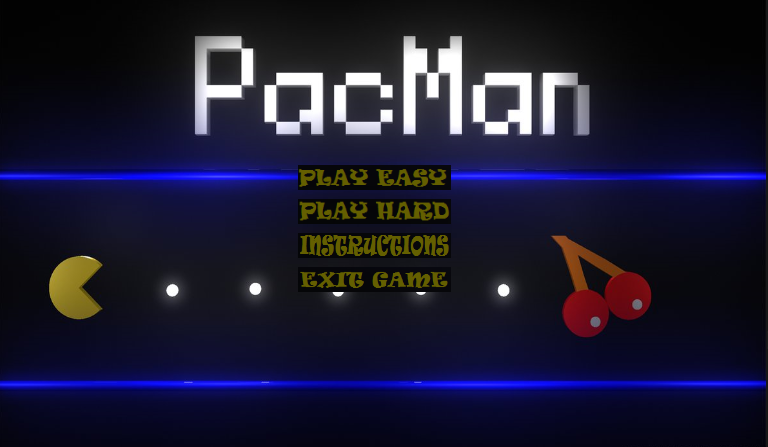 PacMan
PLAY EASY
PLAY HARD
INSTRUCTIONS
EXIT GAME